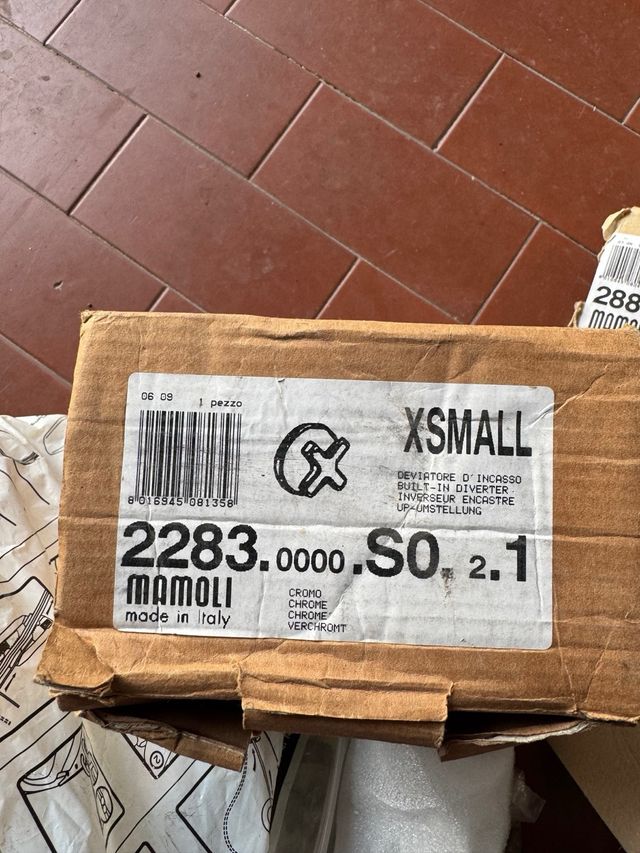 06 09 1 pezzo
XSMALL
8 016945 081358
DEVIATORE D'INCASSO
BUILT-IN DIVERTER
INVERSEUR ENCASTRE
UP-UMSTELLUNG
2283.0000.S0. 2.1
MAMOLI
made in Italy
CROMO
CHROME
CHROME
VERCHROMT
288